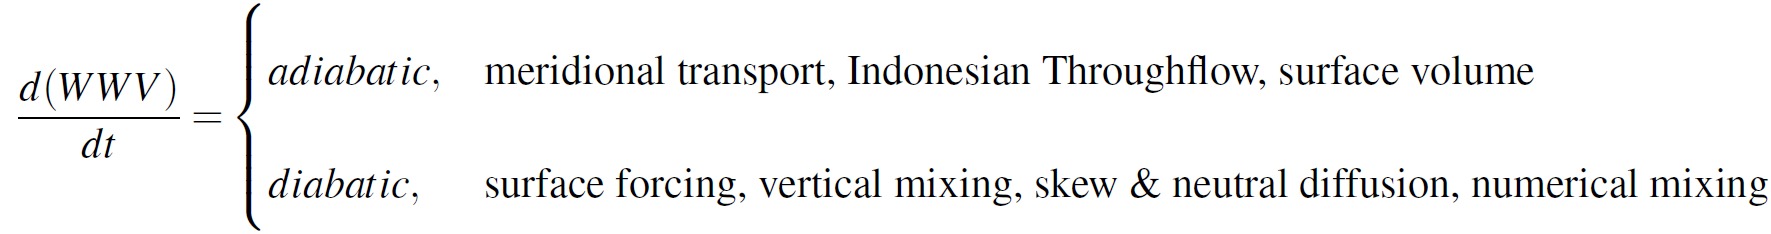 adiabatic, meridional transport, Indonesian Throughflow, surface volume
d(WWV)
dt
=
diabatic, surface forcing, vertical mixing, skew & neutral diffusion, numerical mixing